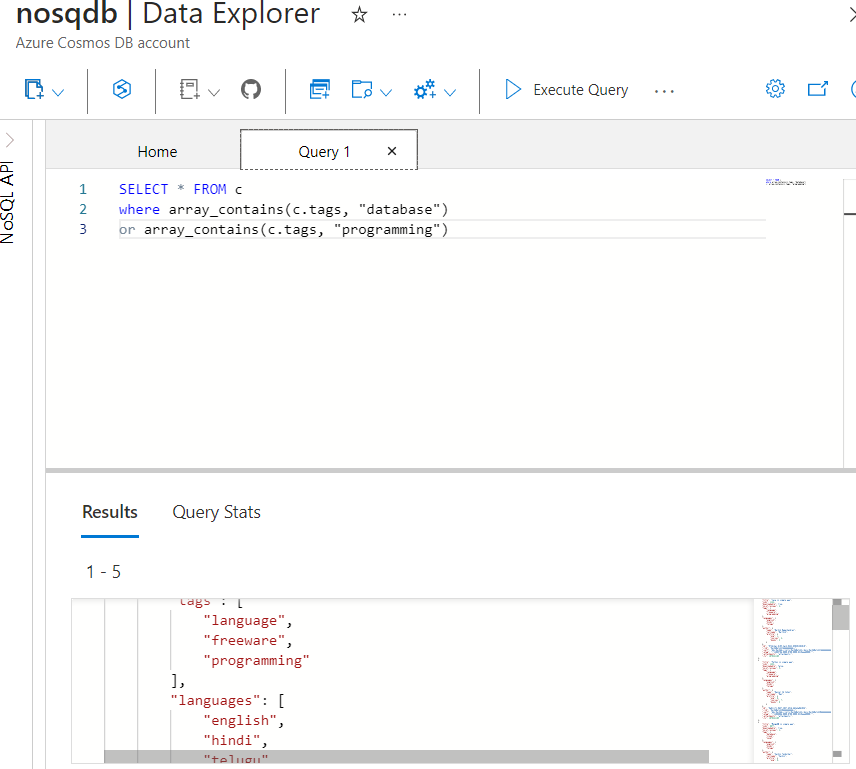 nosqdb | Data Explorer
Azure Cosmos DB account
Execute Query
NoSQL API
Home
Query 1
1 SELECT * FROM c
2 where array_contains(c.tags, "database")
3 or array_contains(c.tags, "programming")
Results
Query Stats
1 - 5
"tags": [
"language",
"freeware",
"programming"
],
"languages": [
"english",
"hindi",
"telugu"